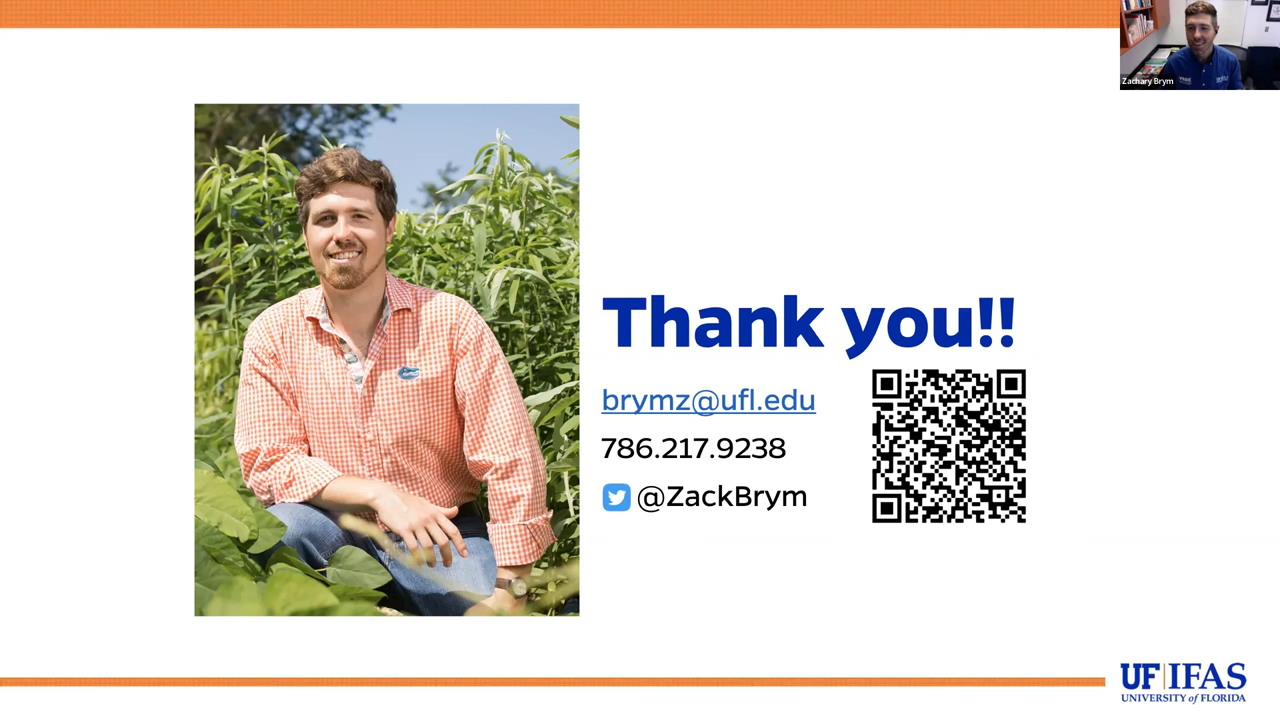 Zachary Brym
Thank you!!
brymz@ufl.edu
786.217.9238
@ZackBrym
UF|IFAS
UNIVERSITY of FLORIDA